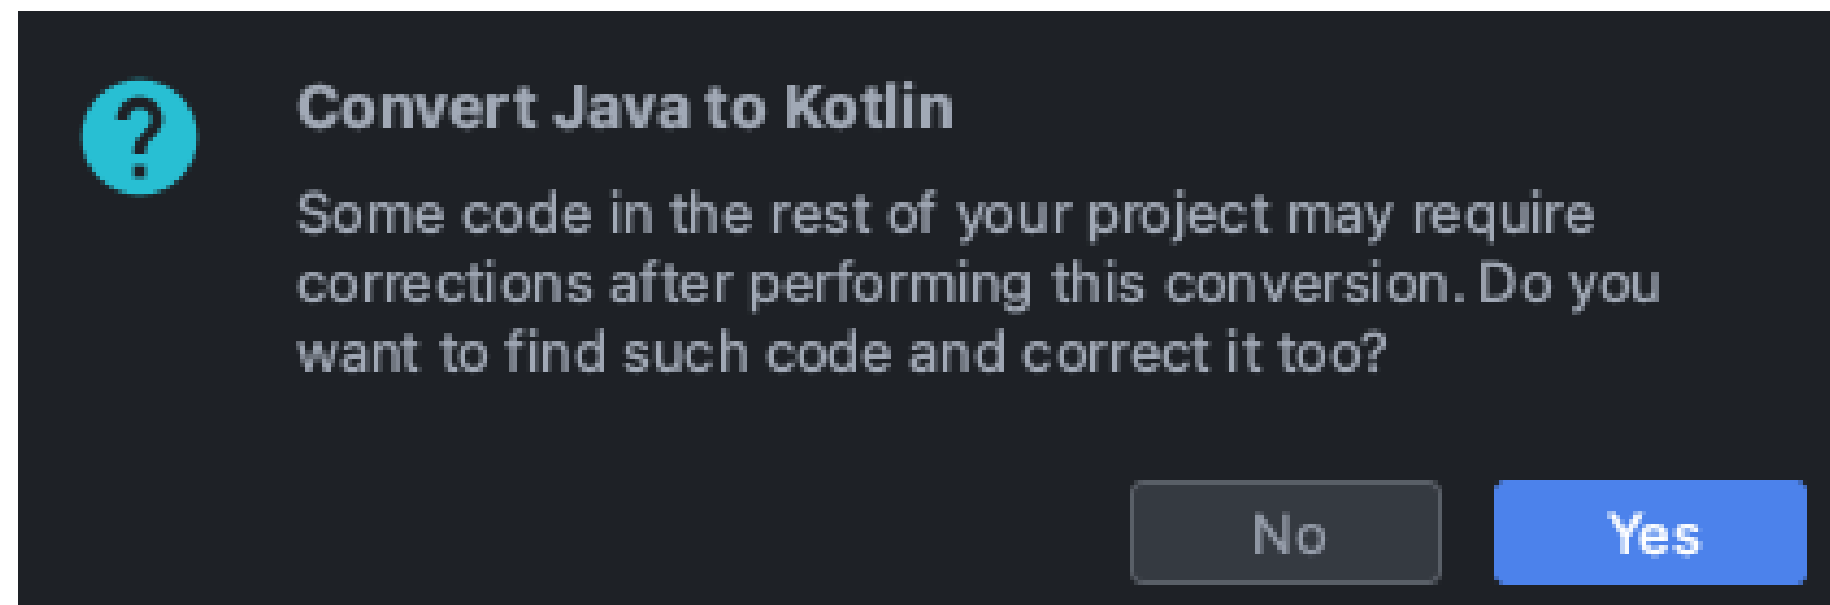 Convert Java to Kotlin
Some code in the rest of your project may require
corrections after performing this conversion. Do you
want to find such code and correct it too?
No
Yes